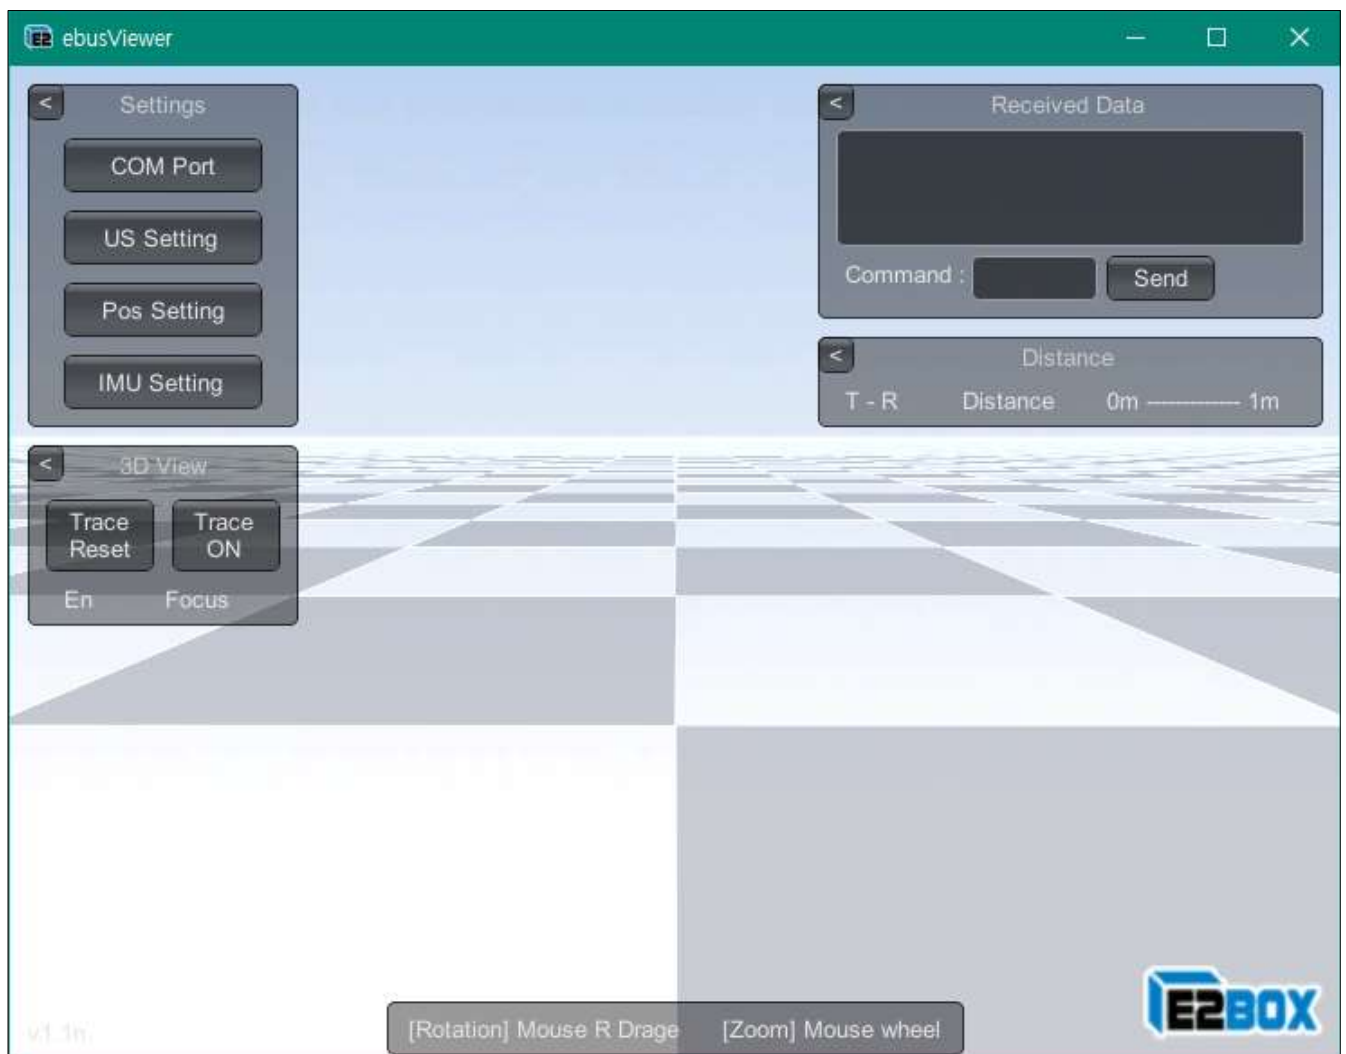 E2 ebusViewer
< Settings
COM Port
US Setting
Pos Setting
IMU Setting
< 3D View
Trace Reset
Trace ON
En Focus
< Received Data
Command : Send
< Distance
T - R Distance 0m ------------- 1m
[Rotation] Mouse R Drage [Zoom] Mouse wheel
E2BOX